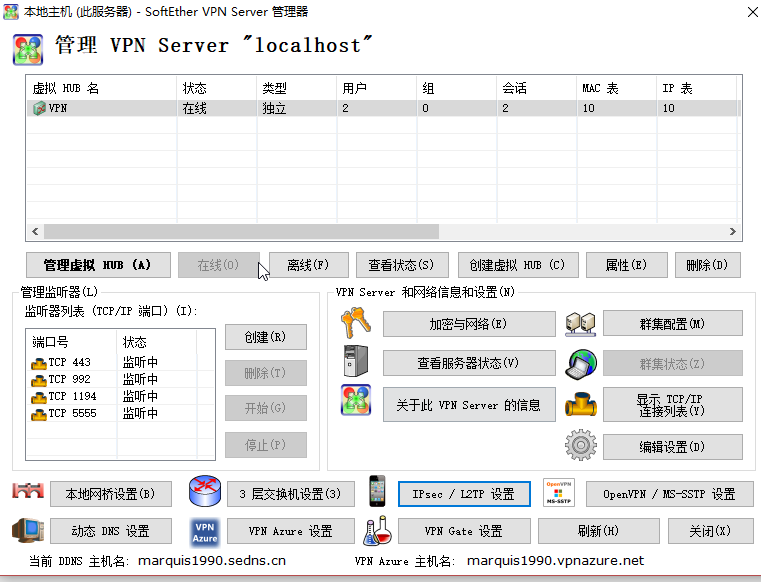 本地主机 (此服务器) - SoftEther VPN Server 管理器
管理 VPN Server "localhost"
虚拟 HUB 名 状态 类型 用户 组 会话 MAC 表 IP 表
VPN 在线 独立 2 0 2 10 10
管理虚拟 HUB (A) 在线(O) 离线(F) 查看状态(S) 创建虚拟 HUB (C) 属性(E) 删除(D)
管理监听器(L)
监听器列表 (TCP/IP 端口) (I):
端口号 状态
TCP 443 监听中
TCP 992 监听中
TCP 1194 监听中
TCP 5555 监听中
创建(R)
删除(T)
开始(G)
停止(P)
VPN Server 和网络信息和设置(N)
加密与网络(E) 群集配置(M)
查看服务器状态(V) 群集状态(Z)
关于此 VPN Server 的信息 显示 TCP/IP
连接列表(Y)
编辑设置(D)
本地网桥设置(B) 3 层交换机设置(3) IPsec / L2TP 设置 OpenVPN MS-SSTP OpenVPN / MS-SSTP 设置
动态 DNS 设置 VPN Azure VPN Azure 设置 VPN Gate 设置 刷新(H) 关闭(X)
当前 DDNS 主机名: marquis1990.sedns.cn VPN Azure 主机名: marquis1990.vpnazure.net